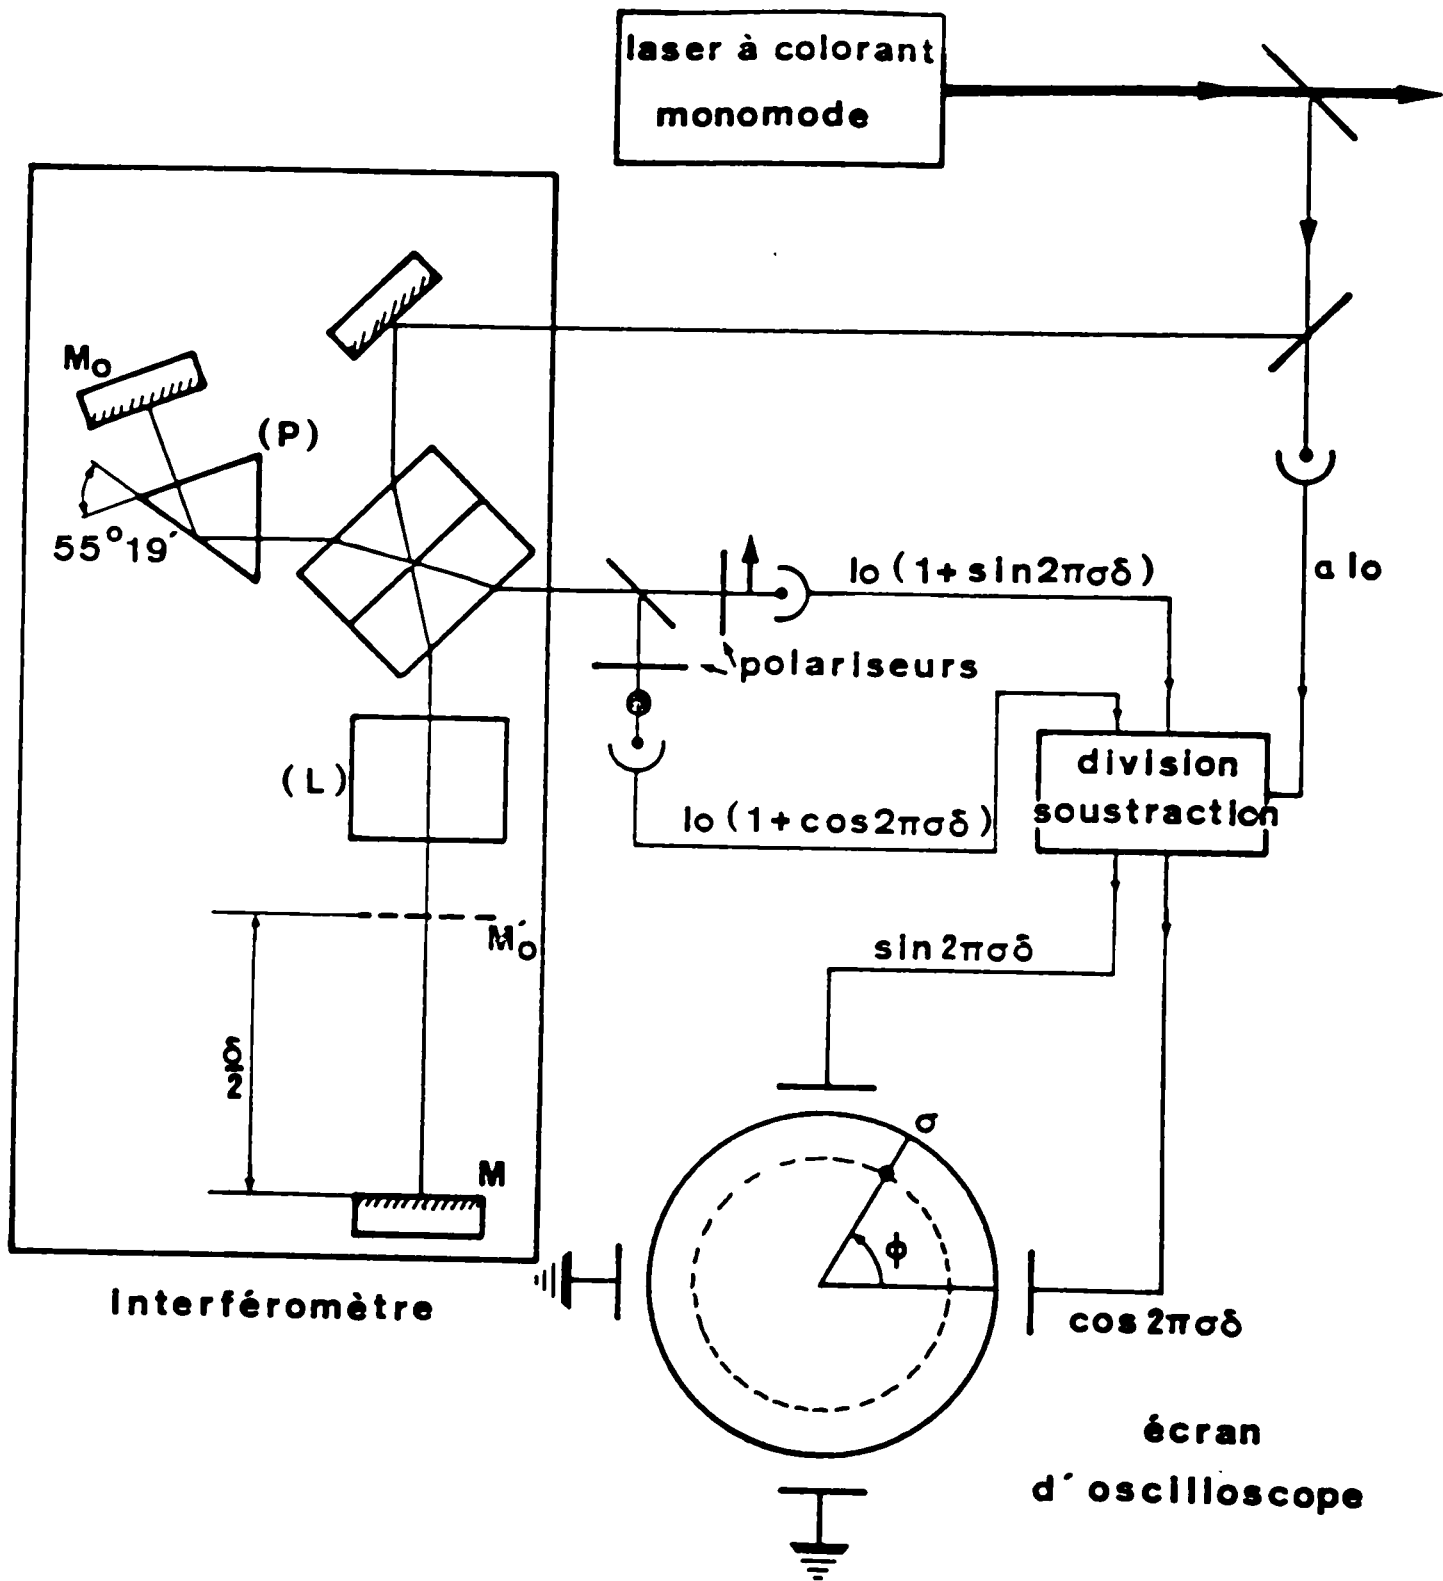 laser à colorant
monomode
Mo
(P)
55°19´
Io(1+sin2πσδ)
a Io
polariseurs
(L)
division
soustraction
Io(1+cos2πσδ)
M´o
sin2πσδ
δ/2
σ
M
ϕ
interféromètre
cos2πσδ
écran
d´oscilloscope